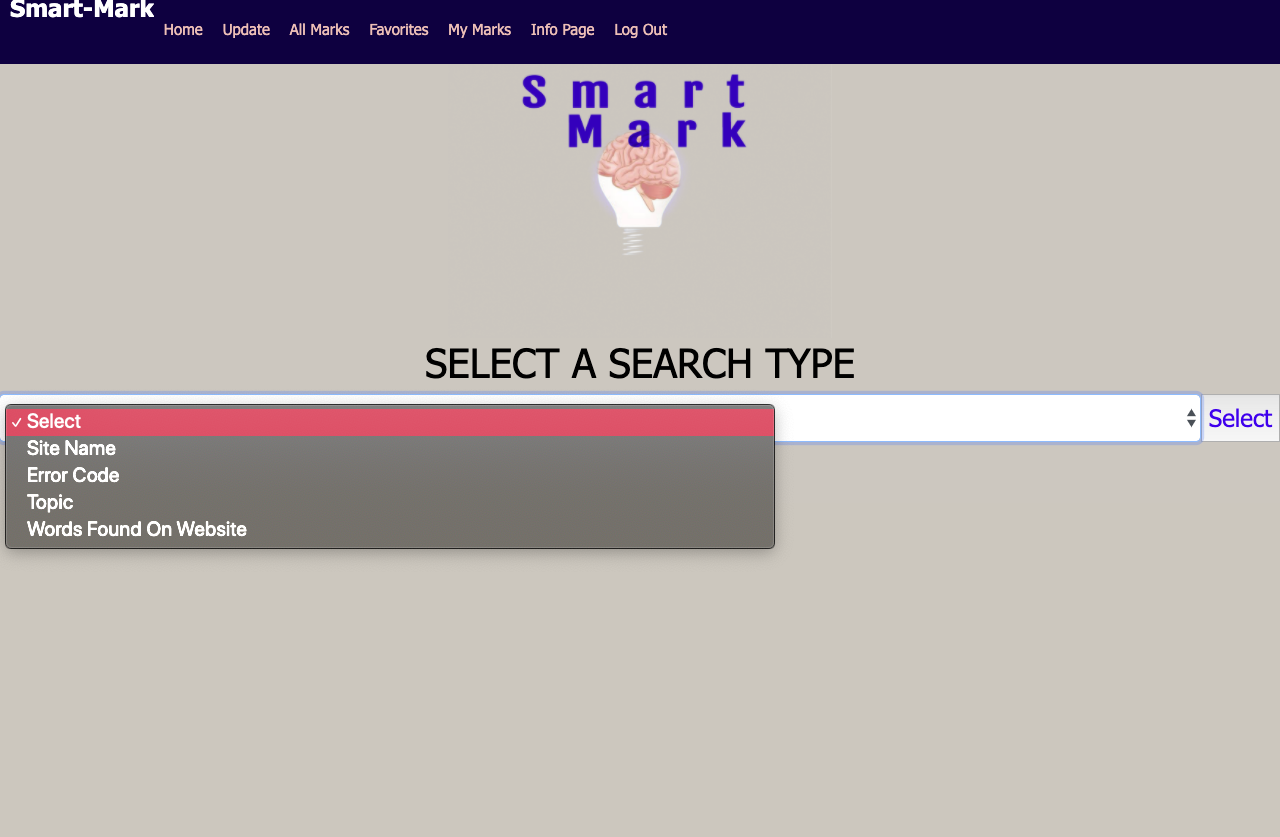 Smart-Mark
Home Update All Marks Favorites My Marks Info Page Log Out
Smart
Mark
SELECT A SEARCH TYPE
Select
✓ Select
Site Name
Error Code
Topic
Words Found On Website